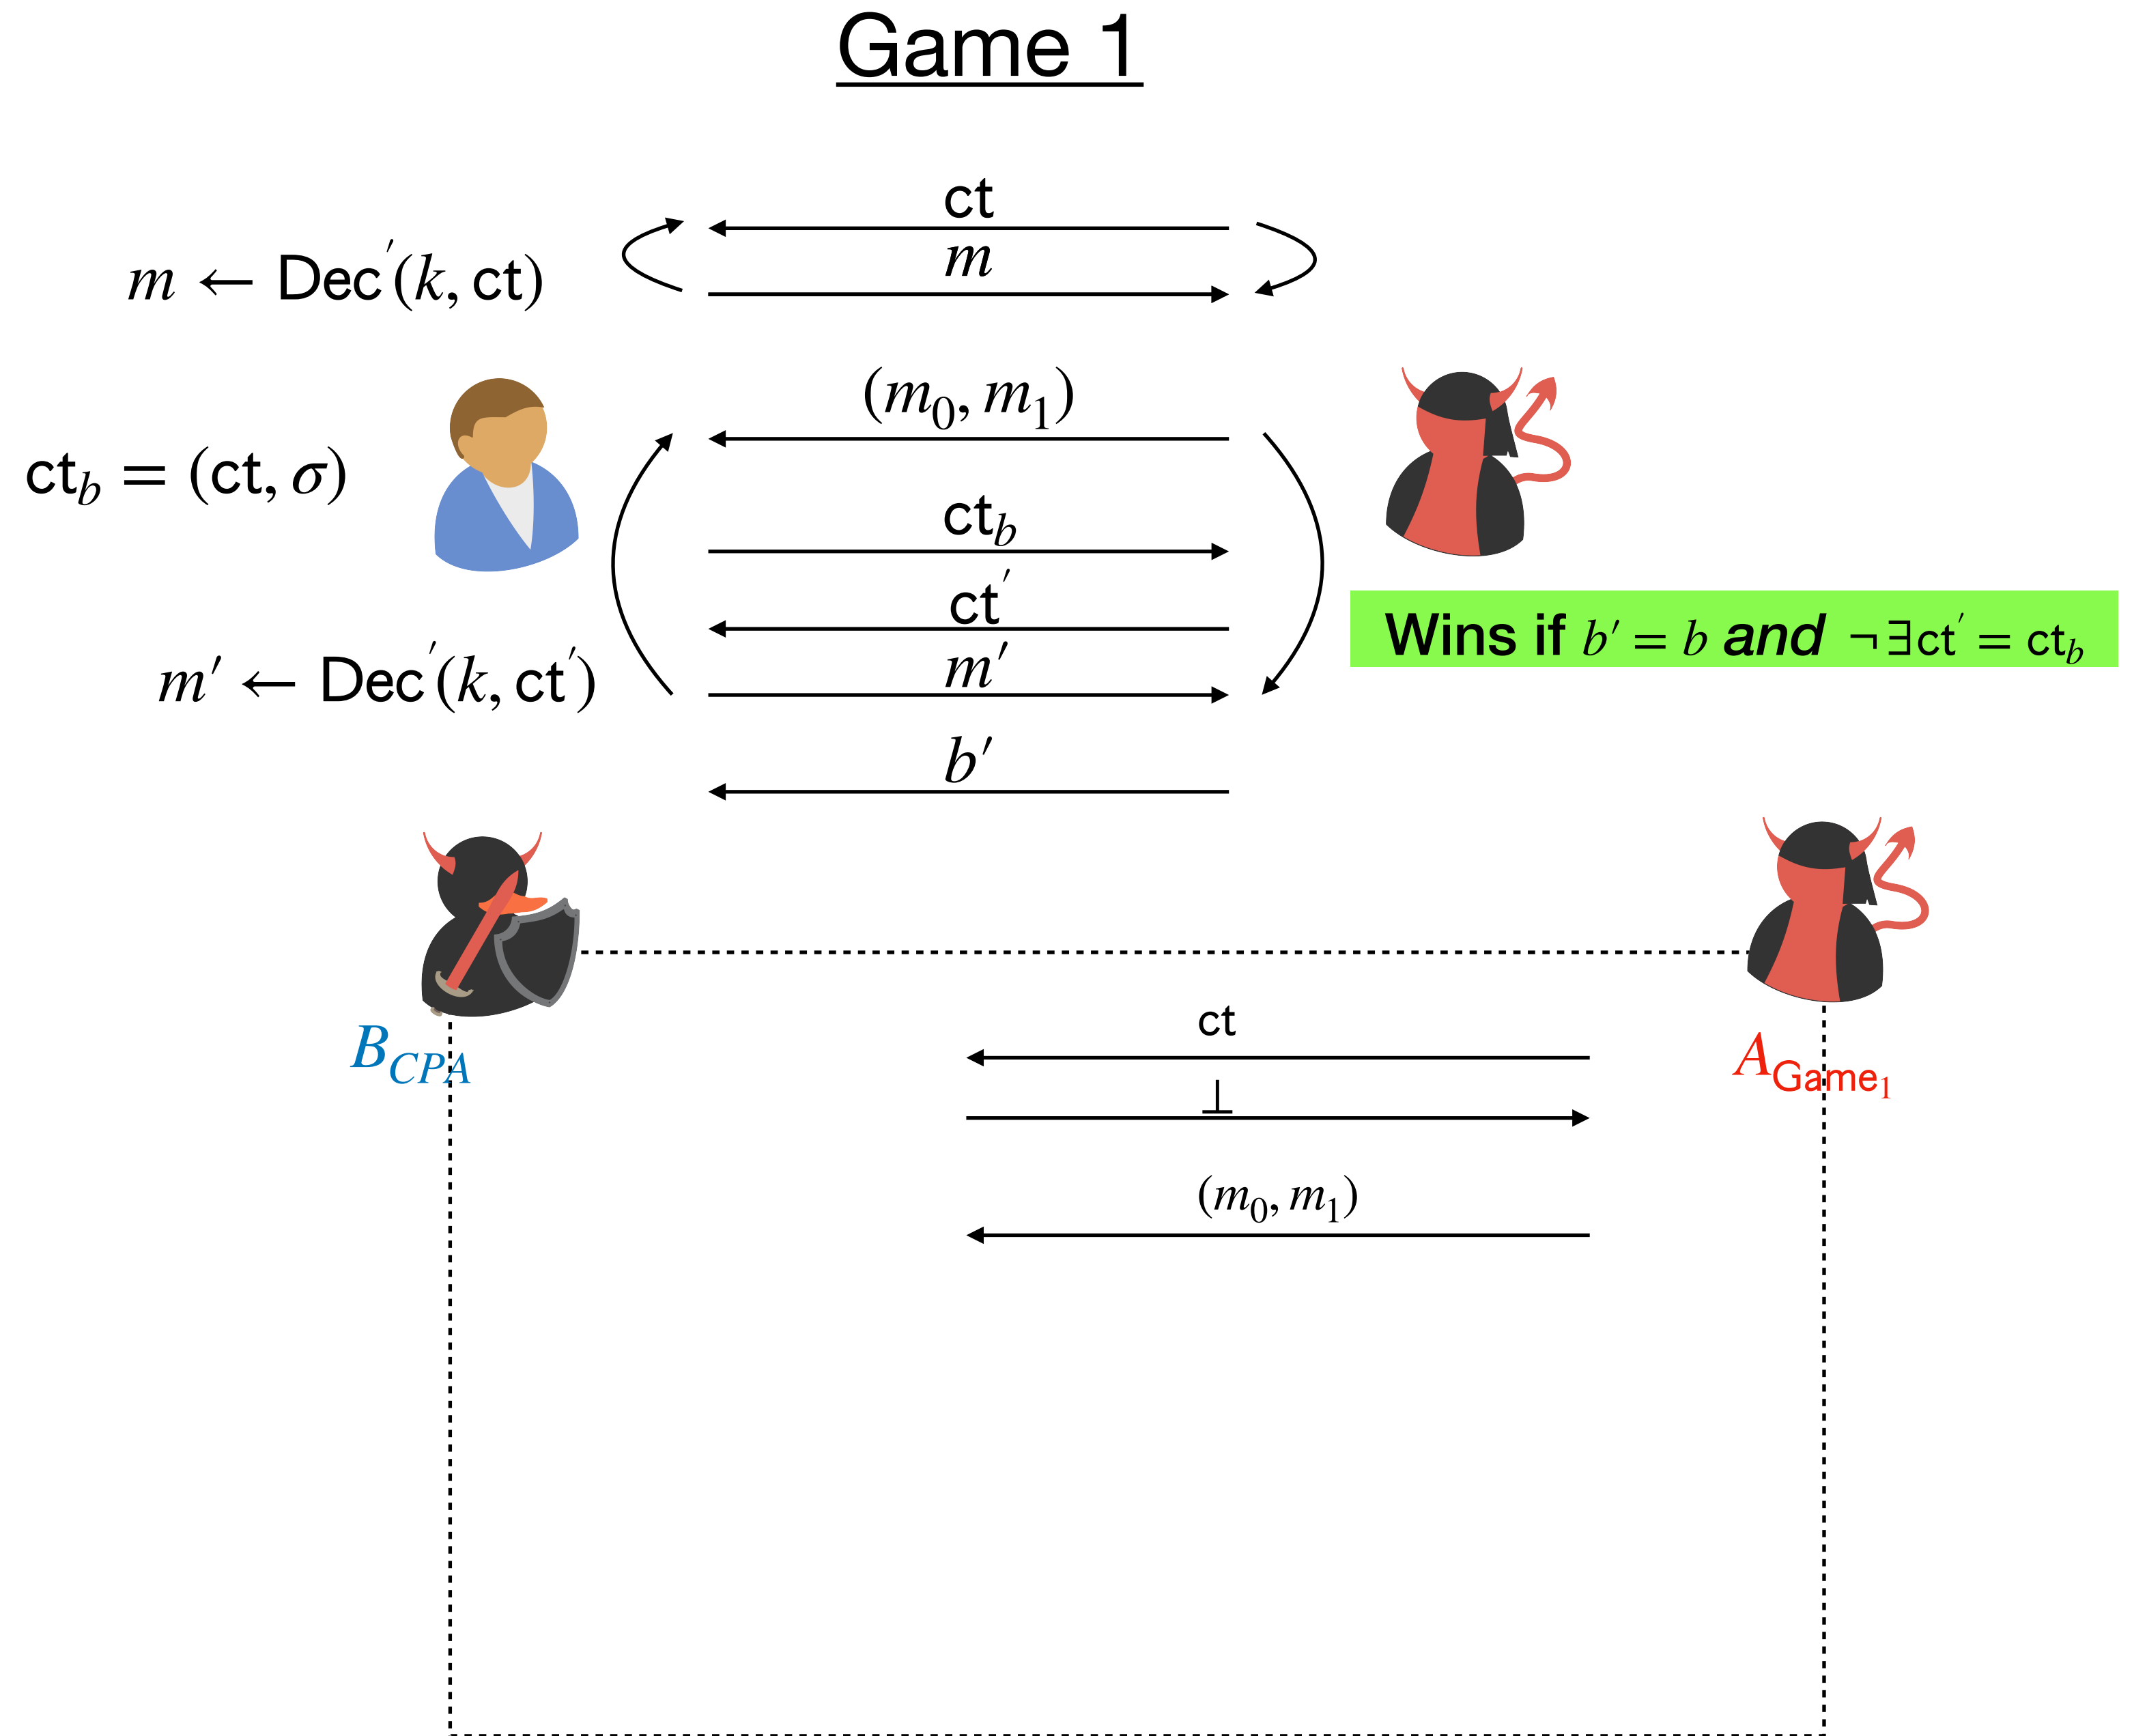 Game 1
ct
m
m ← Dec′(k, ct)
(m₀, m₁)
ct_b = (ct, σ)
ct_b
ct′
Wins if b′ = b and ¬∃ct′ = ct_b
m′ ← Dec′(k, ct′)
m′
b′
ct
B_CPA
A_Game₁
⊥
(m₀, m₁)